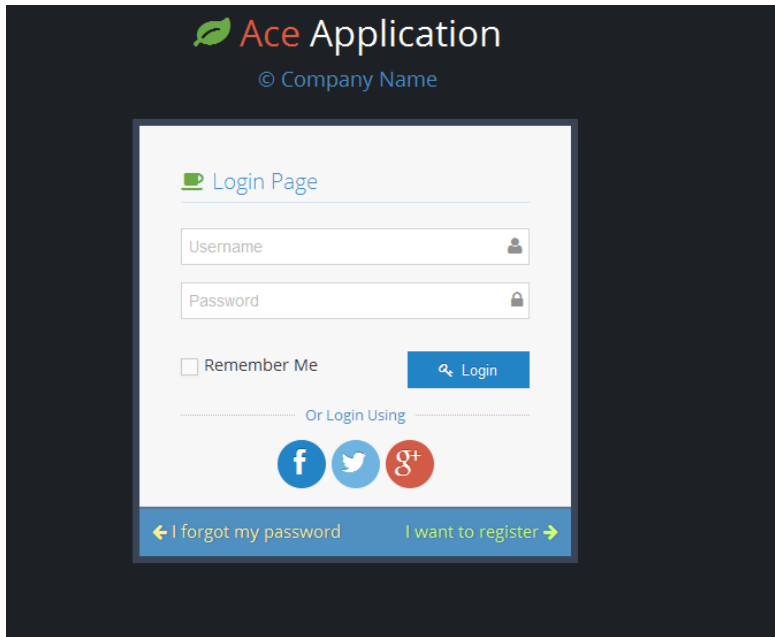 Ace Application
© Company Name
Login Page
Username
Password
Remember Me
Login
Or Login Using
f
g+
I forgot my password
I want to register